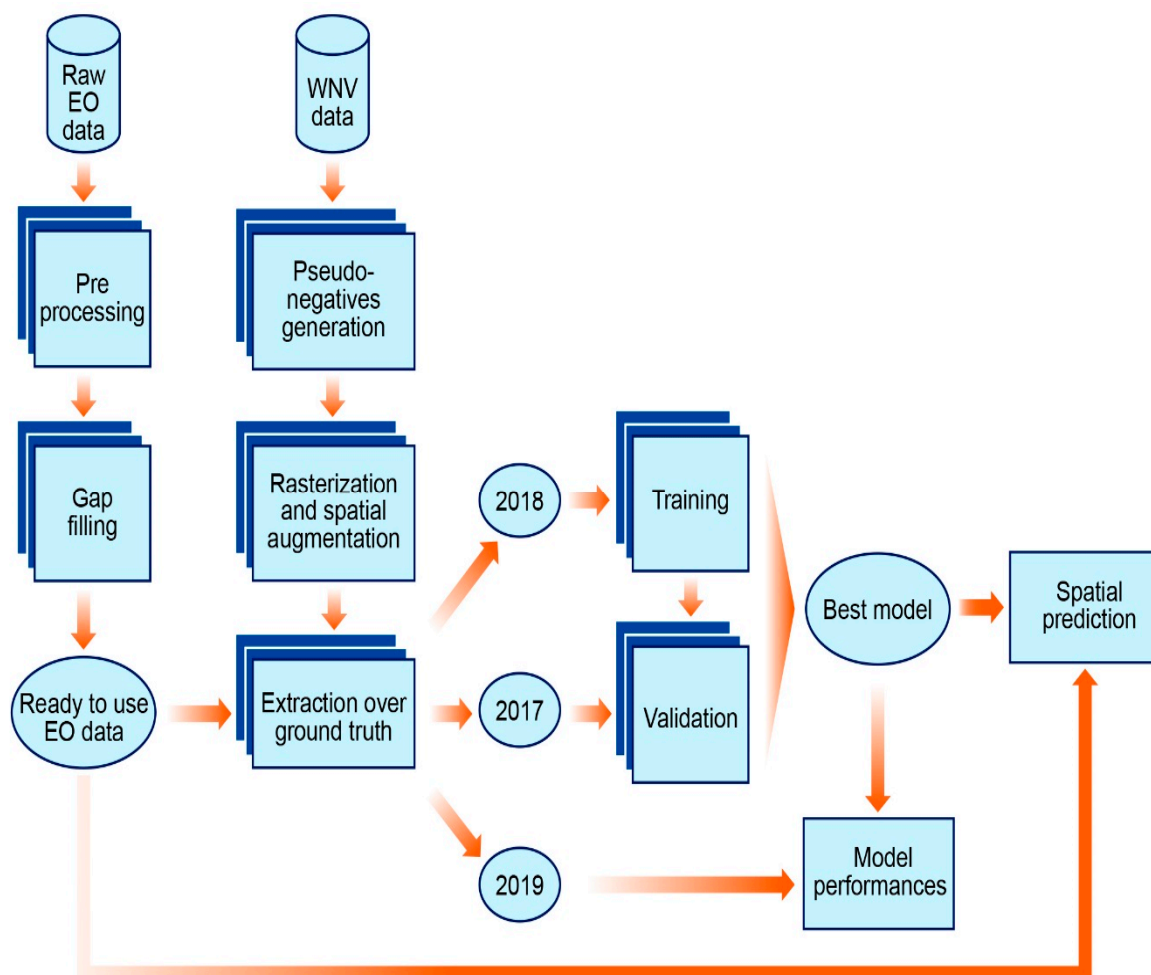 Raw
EO
data
WNV
data
Pre
processing
Pseudo-
negatives
generation
Gap
filling
Rasterization
and spatial
augmentation
2018
Training
Best model
Spatial
prediction
Ready to use
EO data
Extraction over
ground truth
2017
Validation
2019
Model
performances